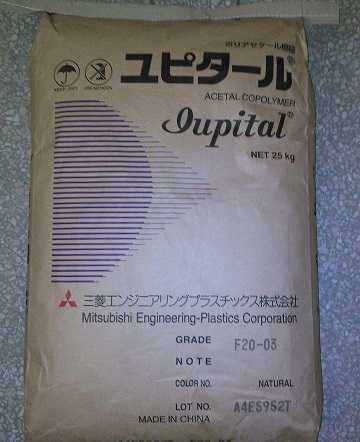 ポリアセタール樹脂
ユピタール®
KEEP DRY
USE NO HOOKS
ACETAL COPOLYMER
Iupital®
NET 25 kg
三菱エンジニアリングプラスチックス株式会社
Mitsubishi Engineering-Plastics Corporation
GRADE F20-03
NOTE
COLOR NO. NATURAL
LOT NO. A4E5952T
MADE IN CHINA